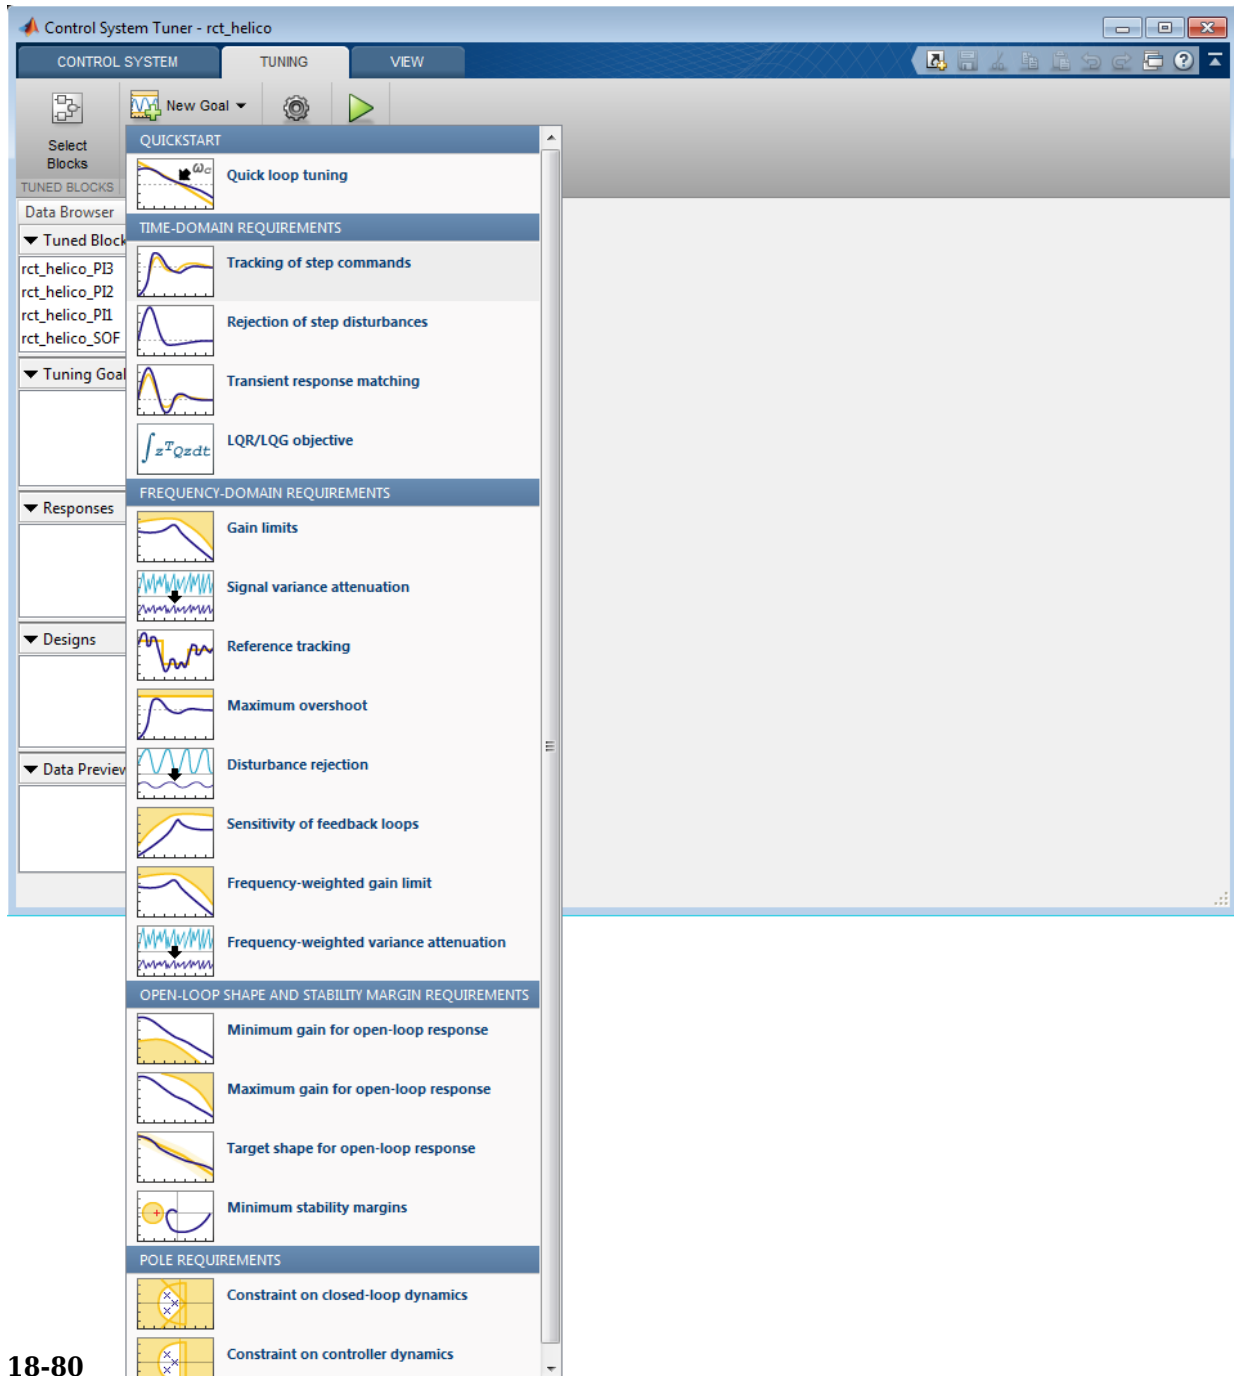 Control System Tuner - rct_helico
CONTROL SYSTEM
TUNING
VIEW
New Goal
Select
Blocks
TUNED BLOCKS
Data Browser
Tuned Block
rct_helico_PI3
rct_helico_PI2
rct_helico_PI1
rct_helico_SOF
Tuning Goal
Responses
Designs
Data Preview
QUICKSTART
ωc
Quick loop tuning
TIME-DOMAIN REQUIREMENTS
Tracking of step commands
Rejection of step disturbances
Transient response matching
∫zᵀQzdt
LQR/LQG objective
FREQUENCY-DOMAIN REQUIREMENTS
Gain limits
Signal variance attenuation
Reference tracking
Maximum overshoot
Disturbance rejection
Sensitivity of feedback loops
Frequency-weighted gain limit
Frequency-weighted variance attenuation
OPEN-LOOP SHAPE AND STABILITY MARGIN REQUIREMENTS
Minimum gain for open-loop response
Maximum gain for open-loop response
Target shape for open-loop response
Minimum stability margins
POLE REQUIREMENTS
Constraint on closed-loop dynamics
Constraint on controller dynamics
18-80